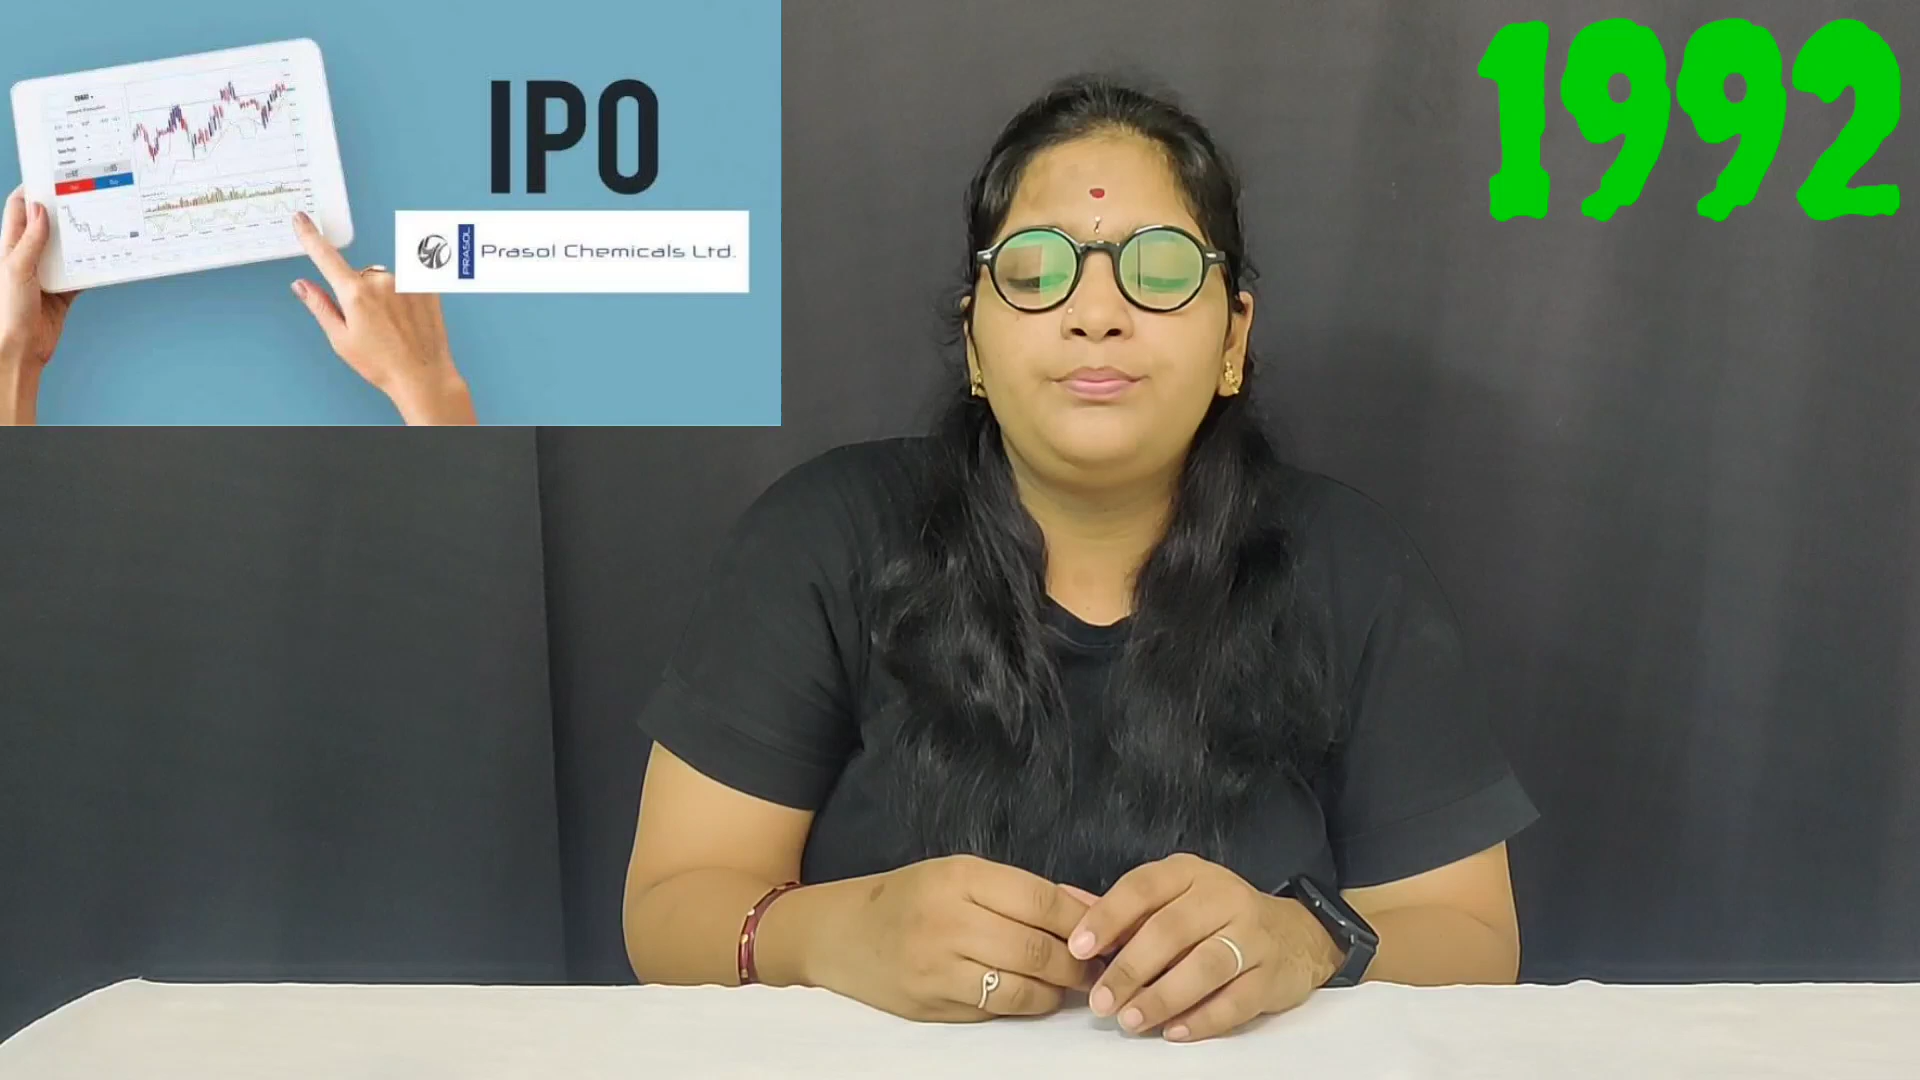 IPO
PRASOL
Prasol Chemicals Ltd.
1992